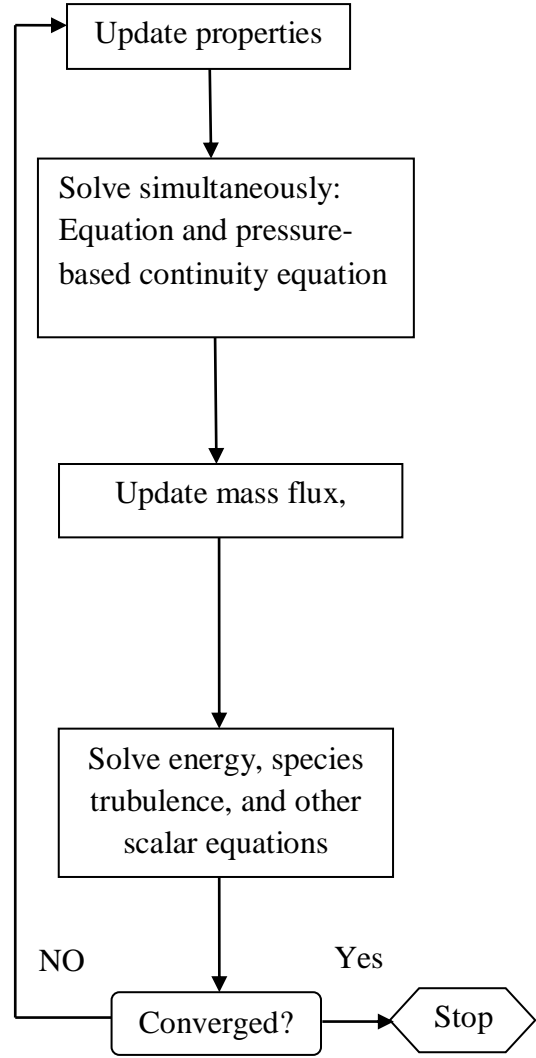 Update properties
Solve simultaneously:
Equation and pressure-
based continuity equation
Update mass flux,
Solve energy, species
trubulence, and other
scalar equations
NO
Yes
Converged?
Stop